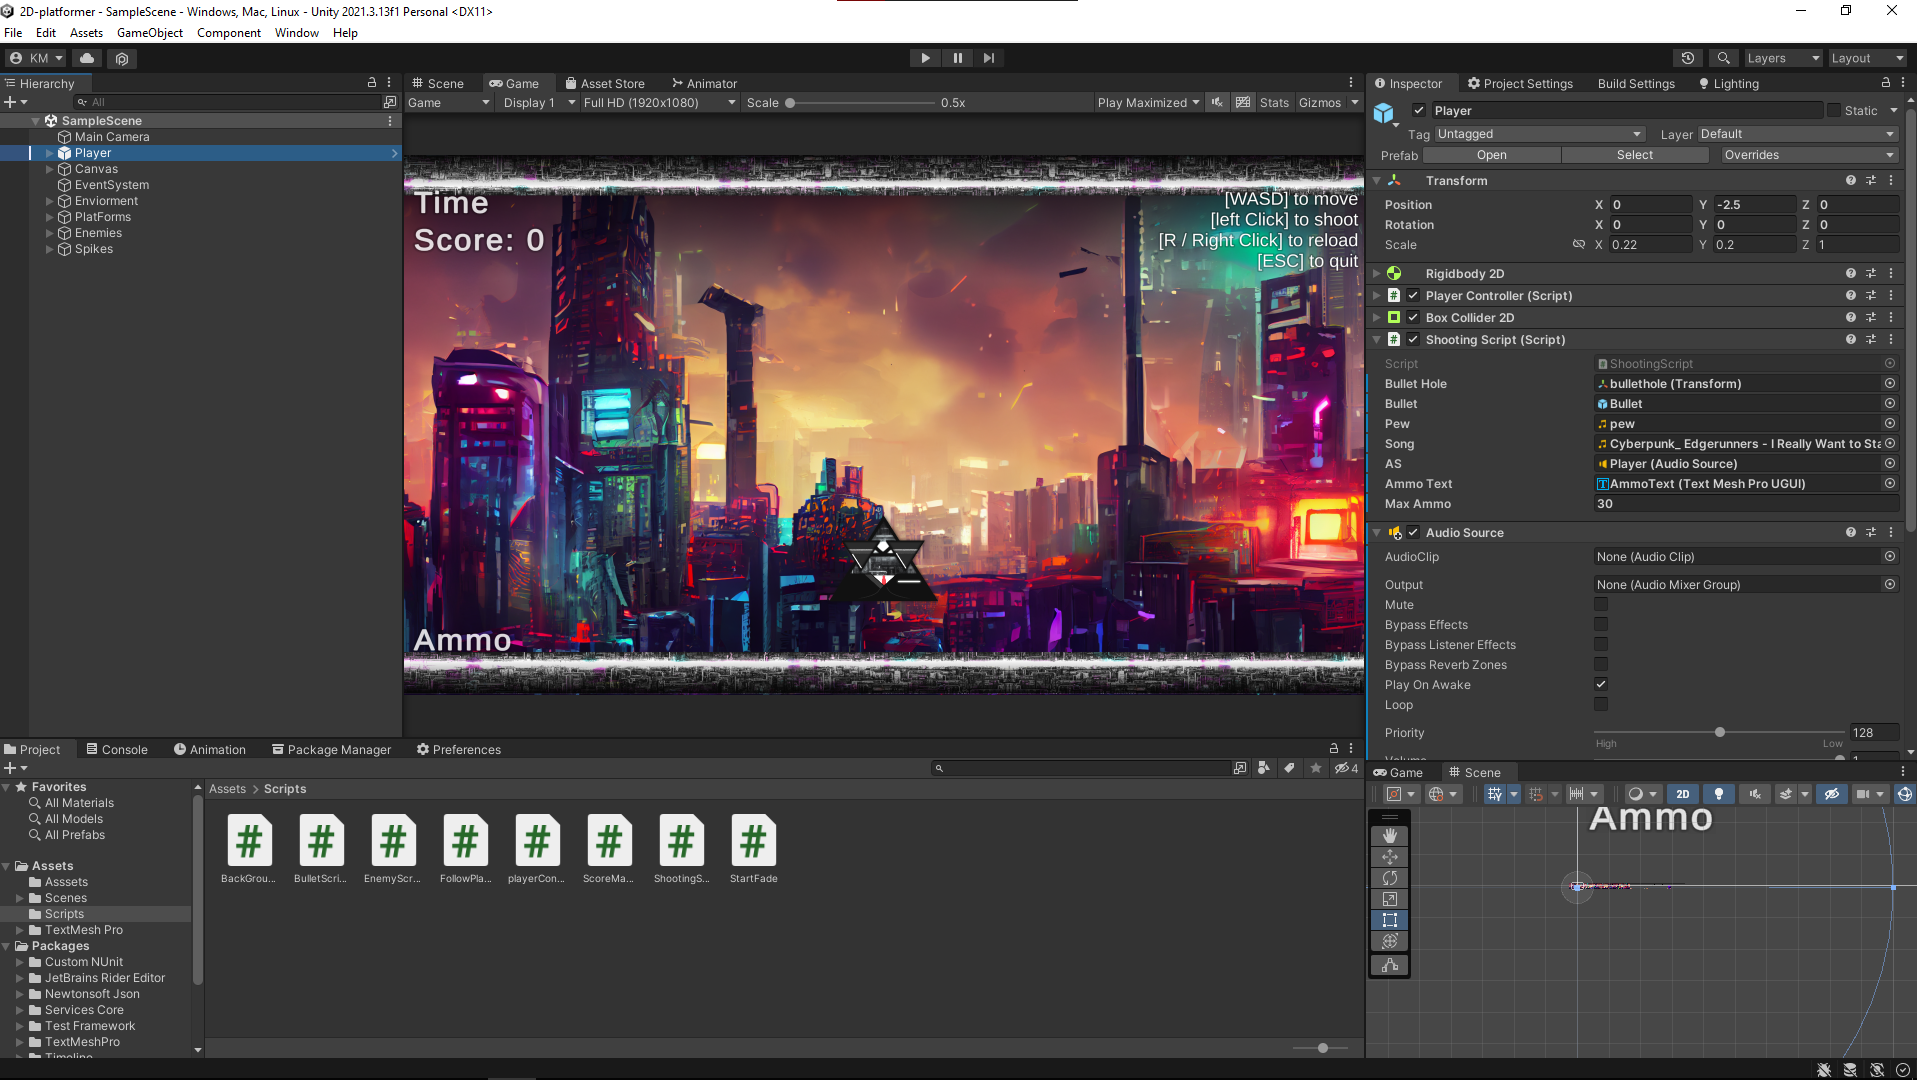 2D-platformer - SampleScene - Windows, Mac, Linux - Unity 2021.3.13f1 Personal <DX11>
File Edit Assets GameObject Component Window Help
KM
Layers Layout
Hierarchy
All
SampleScene
Main Camera
Player
Canvas
EventSystem
Enviorment
PlatForms
Enemies
Spikes
Scene Game Asset Store Animator
Game Display 1 Full HD (1920x1080) Scale 0.5x Play Maximized Stats Gizmos
Time
Score: 0
[WASD] to move
[left Click] to shoot
[R / Right Click] to reload
[ESC] to quit
Ammo
Inspector Project Settings Build Settings Lighting
Player Static
Tag Untagged Layer Default
Prefab Open Select Overrides
Transform
Position X 0 Y -2.5 Z 0
Rotation X 0 Y 0 Z 0
Scale X 0.22 Y 0.2 Z 1
Rigidbody 2D
Player Controller (Script)
Box Collider 2D
Shooting Script (Script)
Script ShootingScript
Bullet Hole bullethole (Transform)
Bullet Bullet
Pew pew
Song Cyberpunk_ Edgerunners - I Really Want to Sta
AS Player (Audio Source)
Ammo Text AmmoText (Text Mesh Pro UGUI)
Max Ammo 30
Audio Source
AudioClip None (Audio Clip)
Output None (Audio Mixer Group)
Mute
Bypass Effects
Bypass Listener Effects
Bypass Reverb Zones
Play On Awake
Loop
Priority 128
High Low
Volume 1
Project Console Animation Package Manager Preferences
4
Favorites
All Materials
All Models
All Prefabs
Assets
Asssets
Scenes
Scripts
TextMesh Pro
Packages
Custom NUnit
JetBrains Rider Editor
Newtonsoft Json
Services Core
Test Framework
TextMeshPro
Timeline
Assets > Scripts
BackGrou... BulletScri... EnemyScr... FollowPla... playerCon... ScoreMa... ShootingS... StartFade
Game Scene
2D
Ammo